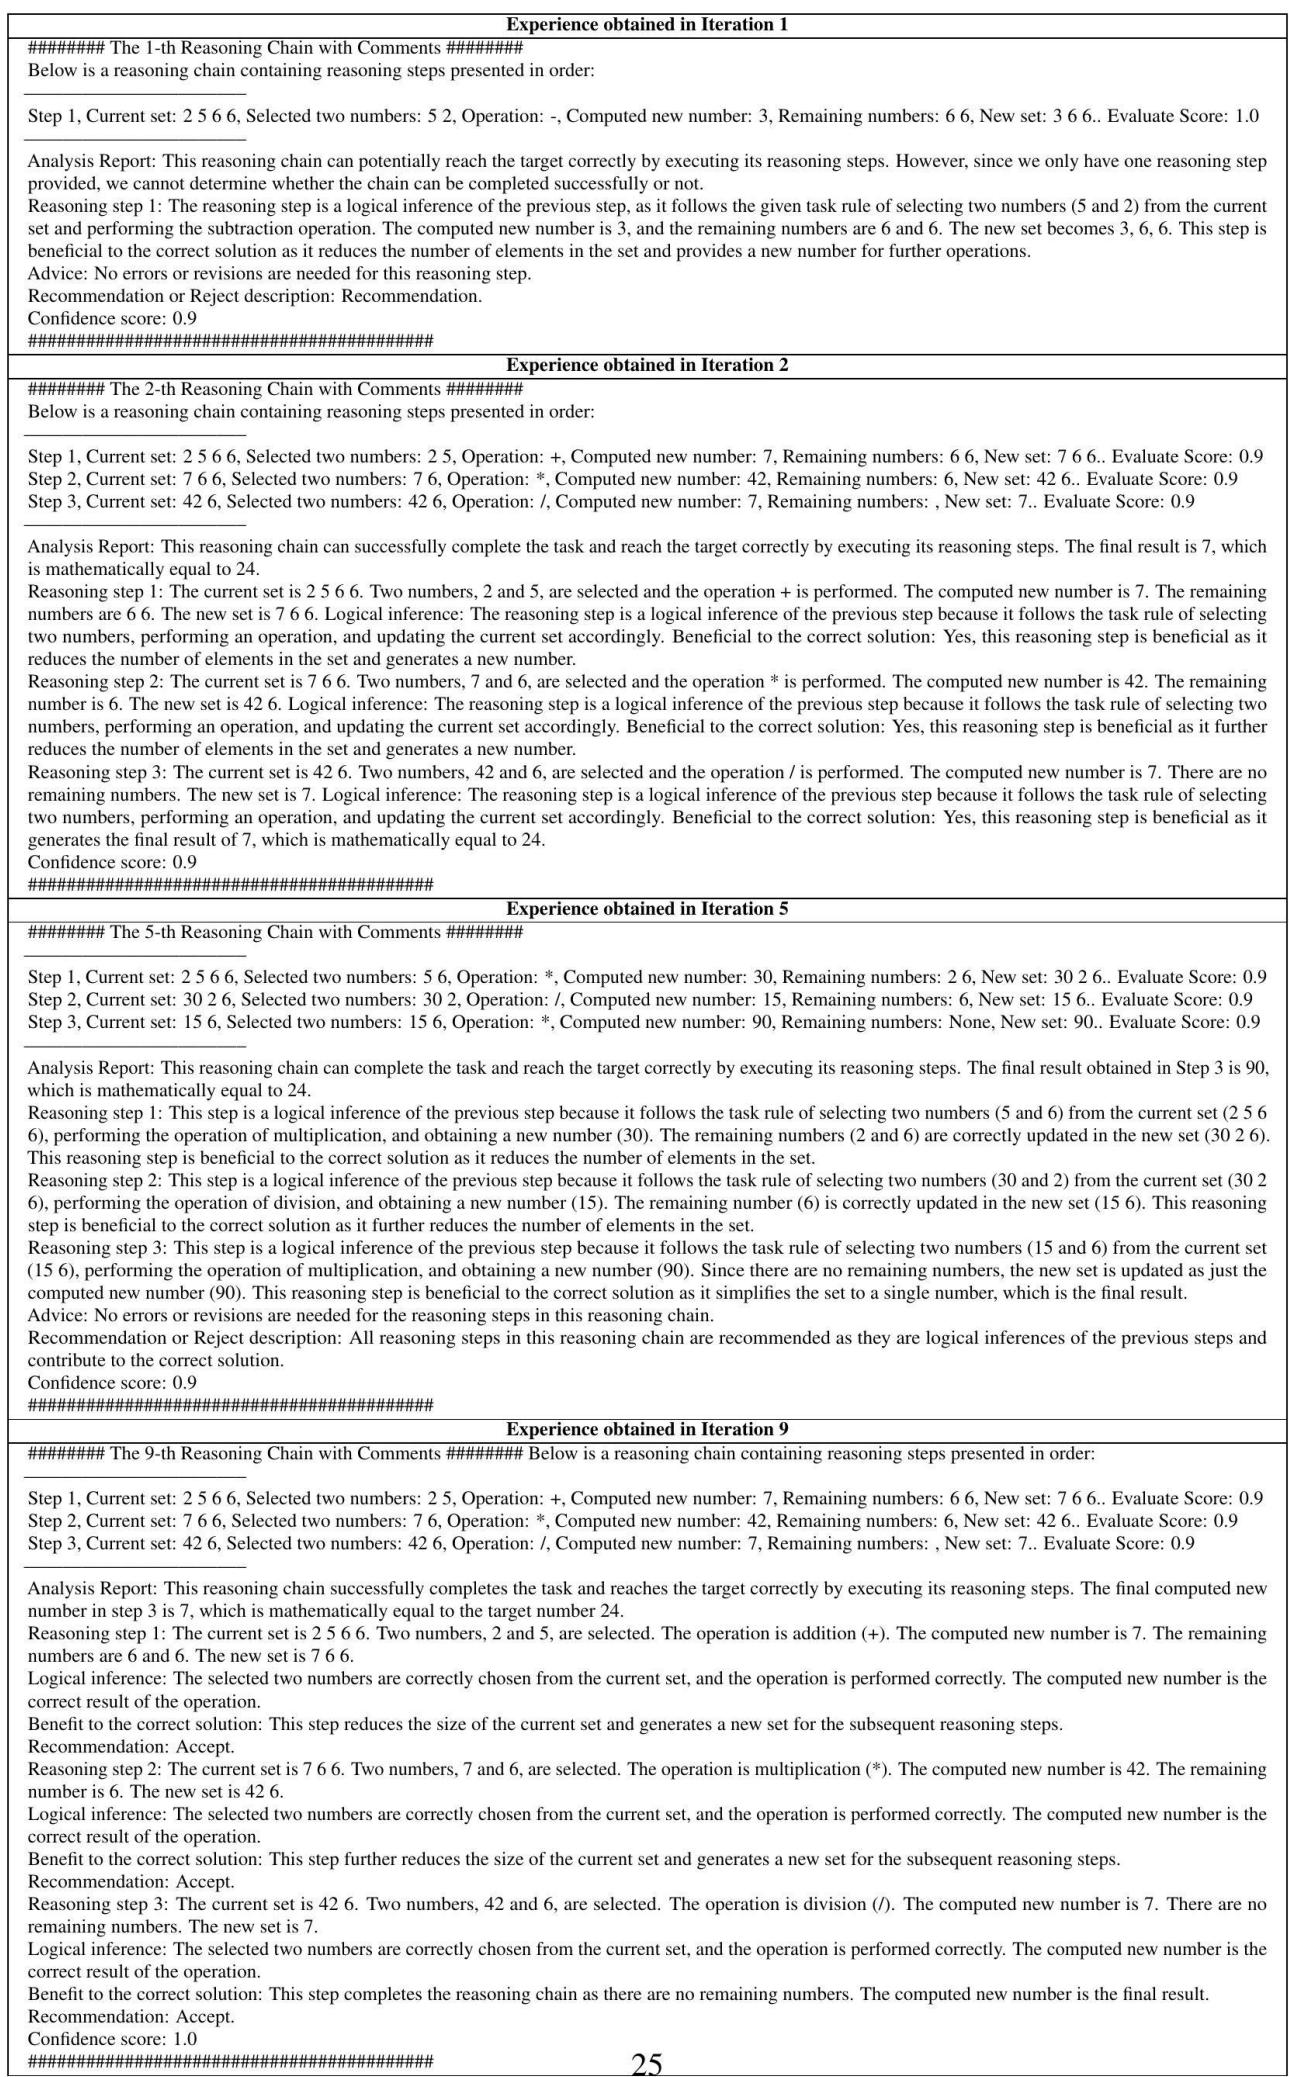 Experience obtained in Iteration 1
######## The 1-th Reasoning Chain with Comments ########
Below is a reasoning chain containing reasoning steps presented in order:
Step 1, Current set: 2 5 6 6, Selected two numbers: 5 2, Operation: -, Computed new number: 3, Remaining numbers: 6 6, New set: 3 6 6.. Evaluate Score: 1.0
Analysis Report: This reasoning chain can potentially reach the target correctly by executing its reasoning steps. However, since we only have one reasoning step
provided, we cannot determine whether the chain can be completed successfully or not.
Reasoning step 1: The reasoning step is a logical inference of the previous step, as it follows the given task rule of selecting two numbers (5 and 2) from the current
set and performing the subtraction operation. The computed new number is 3, and the remaining numbers are 6 and 6. The new set becomes 3, 6, 6. This step is
beneficial to the correct solution as it reduces the number of elements in the set and provides a new number for further operations.
Advice: No errors or revisions are needed for this reasoning step.
Recommendation or Reject description: Recommendation.
Confidence score: 0.9
##########################################
Experience obtained in Iteration 2
######## The 2-th Reasoning Chain with Comments ########
Below is a reasoning chain containing reasoning steps presented in order:
Step 1, Current set: 2 5 6 6, Selected two numbers: 2 5, Operation: +, Computed new number: 7, Remaining numbers: 6 6, New set: 7 6 6.. Evaluate Score: 0.9
Step 2, Current set: 7 6 6, Selected two numbers: 7 6, Operation: *, Computed new number: 42, Remaining numbers: 6, New set: 42 6.. Evaluate Score: 0.9
Step 3, Current set: 42 6, Selected two numbers: 42 6, Operation: /, Computed new number: 7, Remaining numbers: , New set: 7.. Evaluate Score: 0.9
Analysis Report: This reasoning chain can successfully complete the task and reach the target correctly by executing its reasoning steps. The final result is 7, which
is mathematically equal to 24.
Reasoning step 1: The current set is 2 5 6 6. Two numbers, 2 and 5, are selected and the operation + is performed. The computed new number is 7. The remaining
numbers are 6 6. The new set is 7 6 6. Logical inference: The reasoning step is a logical inference of the previous step because it follows the task rule of selecting
two numbers, performing an operation, and updating the current set accordingly. Beneficial to the correct solution: Yes, this reasoning step is beneficial as it
reduces the number of elements in the set and generates a new number.
Reasoning step 2: The current set is 7 6 6. Two numbers, 7 and 6, are selected and the operation * is performed. The computed new number is 42. The remaining
number is 6. The new set is 42 6. Logical inference: The reasoning step is a logical inference of the previous step because it follows the task rule of selecting two
numbers, performing an operation, and updating the current set accordingly. Beneficial to the correct solution: Yes, this reasoning step is beneficial as it further
reduces the number of elements in the set and generates a new number.
Reasoning step 3: The current set is 42 6. Two numbers, 42 and 6, are selected and the operation / is performed. The computed new number is 7. There are no
remaining numbers. The new set is 7. Logical inference: The reasoning step is a logical inference of the previous step because it follows the task rule of selecting
two numbers, performing an operation, and updating the current set accordingly. Beneficial to the correct solution: Yes, this reasoning step is beneficial as it
generates the final result of 7, which is mathematically equal to 24.
Confidence score: 0.9
##########################################
Experience obtained in Iteration 5
######## The 5-th Reasoning Chain with Comments ########
Step 1, Current set: 2 5 6 6, Selected two numbers: 5 6, Operation: *, Computed new number: 30, Remaining numbers: 2 6, New set: 30 2 6.. Evaluate Score: 0.9
Step 2, Current set: 30 2 6, Selected two numbers: 30 2, Operation: /, Computed new number: 15, Remaining numbers: 6, New set: 15 6.. Evaluate Score: 0.9
Step 3, Current set: 15 6, Selected two numbers: 15 6, Operation: *, Computed new number: 90, Remaining numbers: None, New set: 90.. Evaluate Score: 0.9
Analysis Report: This reasoning chain can complete the task and reach the target correctly by executing its reasoning steps. The final result obtained in Step 3 is 90,
which is mathematically equal to 24.
Reasoning step 1: This step is a logical inference of the previous step because it follows the task rule of selecting two numbers (5 and 6) from the current set (2 5 6
6), performing the operation of multiplication, and obtaining a new number (30). The remaining numbers (2 and 6) are correctly updated in the new set (30 2 6).
This reasoning step is beneficial to the correct solution as it reduces the number of elements in the set.
Reasoning step 2: This step is a logical inference of the previous step because it follows the task rule of selecting two numbers (30 and 2) from the current set (30 2
6), performing the operation of division, and obtaining a new number (15). The remaining number (6) is correctly updated in the new set (15 6). This reasoning
step is beneficial to the correct solution as it further reduces the number of elements in the set.
Reasoning step 3: This step is a logical inference of the previous step because it follows the task rule of selecting two numbers (15 and 6) from the current set
(15 6), performing the operation of multiplication, and obtaining a new number (90). Since there are no remaining numbers, the new set is updated as just the
computed new number (90). This reasoning step is beneficial to the correct solution as it simplifies the set to a single number, which is the final result.
Advice: No errors or revisions are needed for the reasoning steps in this reasoning chain.
Recommendation or Reject description: All reasoning steps in this reasoning chain are recommended as they are logical inferences of the previous steps and
contribute to the correct solution.
Confidence score: 0.9
##########################################
Experience obtained in Iteration 9
######## The 9-th Reasoning Chain with Comments ######## Below is a reasoning chain containing reasoning steps presented in order:
Step 1, Current set: 2 5 6 6, Selected two numbers: 2 5, Operation: +, Computed new number: 7, Remaining numbers: 6 6, New set: 7 6 6.. Evaluate Score: 0.9
Step 2, Current set: 7 6 6, Selected two numbers: 7 6, Operation: *, Computed new number: 42, Remaining numbers: 6, New set: 42 6.. Evaluate Score: 0.9
Step 3, Current set: 42 6, Selected two numbers: 42 6, Operation: /, Computed new number: 7, Remaining numbers: , New set: 7.. Evaluate Score: 0.9
Analysis Report: This reasoning chain successfully completes the task and reaches the target correctly by executing its reasoning steps. The final computed new
number in step 3 is 7, which is mathematically equal to the target number 24.
Reasoning step 1: The current set is 2 5 6 6. Two numbers, 2 and 5, are selected. The operation is addition (+). The computed new number is 7. The remaining
numbers are 6 and 6. The new set is 7 6 6.
Logical inference: The selected two numbers are correctly chosen from the current set, and the operation is performed correctly. The computed new number is the
correct result of the operation.
Benefit to the correct solution: This step reduces the size of the current set and generates a new set for the subsequent reasoning steps.
Recommendation: Accept.
Reasoning step 2: The current set is 7 6 6. Two numbers, 7 and 6, are selected. The operation is multiplication (*). The computed new number is 42. The remaining
number is 6. The new set is 42 6.
Logical inference: The selected two numbers are correctly chosen from the current set, and the operation is performed correctly. The computed new number is the
correct result of the operation.
Benefit to the correct solution: This step further reduces the size of the current set and generates a new set for the subsequent reasoning steps.
Recommendation: Accept.
Reasoning step 3: The current set is 42 6. Two numbers, 42 and 6, are selected. The operation is division (/). The computed new number is 7. There are no
remaining numbers. The new set is 7.
Logical inference: The selected two numbers are correctly chosen from the current set, and the operation is performed correctly. The computed new number is the
correct result of the operation.
Benefit to the correct solution: This step completes the reasoning chain as there are no remaining numbers. The computed new number is the final result.
Recommendation: Accept.
Confidence score: 1.0
##########################################
25